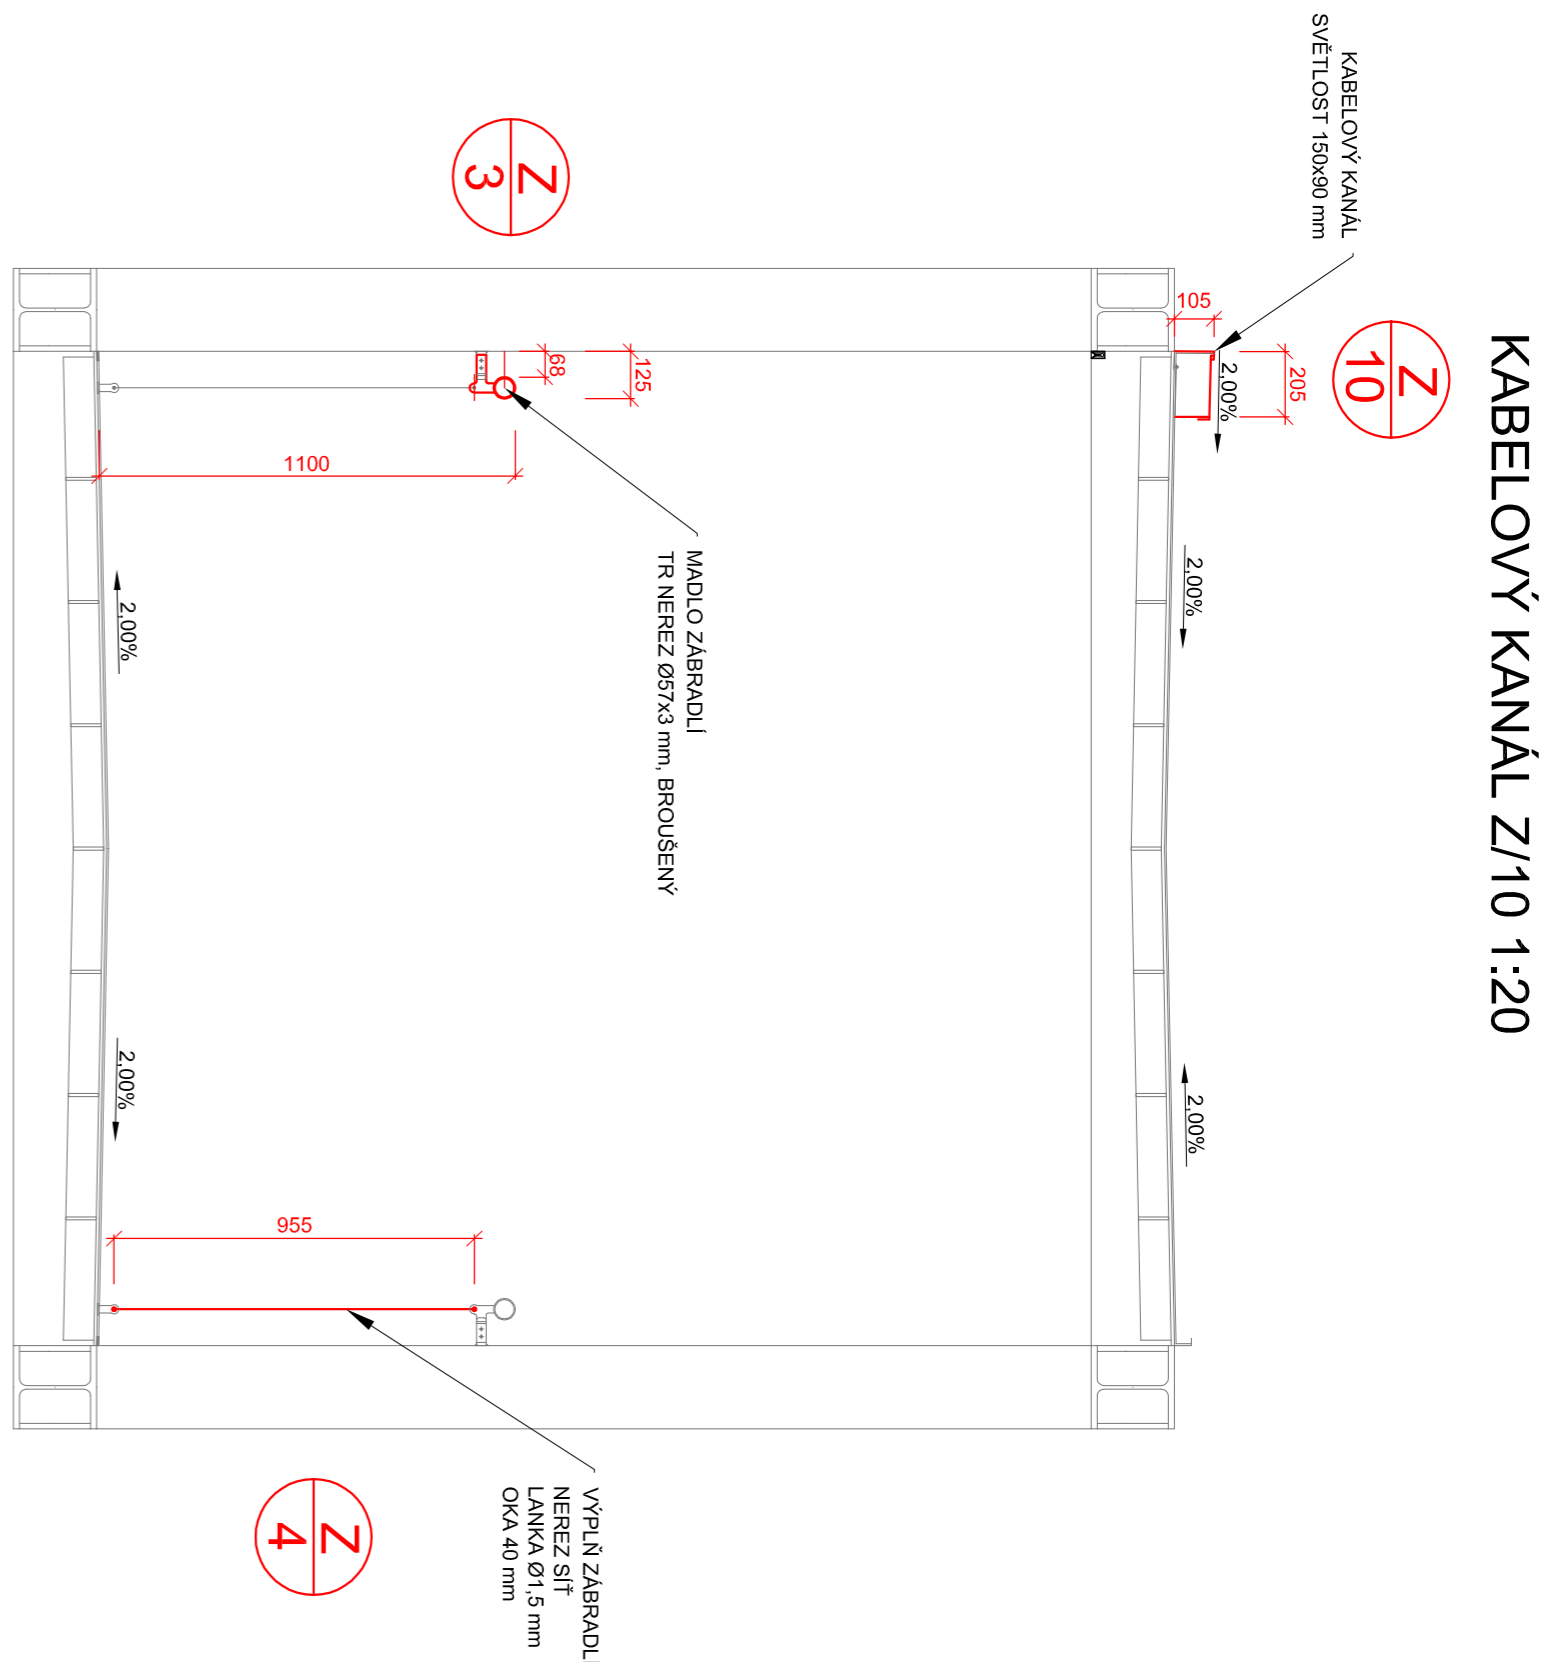 KABELOVÝ KANÁL Z/10 1:20
KABELOVÝ KANÁL
SVĚTLOST 150x90 mm
Z
10
105
205
2,00%
2,00%
2,00%
Z
3
68
125
1100
MADLO ZÁBRADLÍ
TR NEREZ Ø57x3 mm, BROUŠENÝ
2,00%
2,00%
955
VÝPLŇ ZÁBRADLÍ
NEREZ SÍŤ
LANKA Ø1,5 mm
OKA 40 mm
Z
4